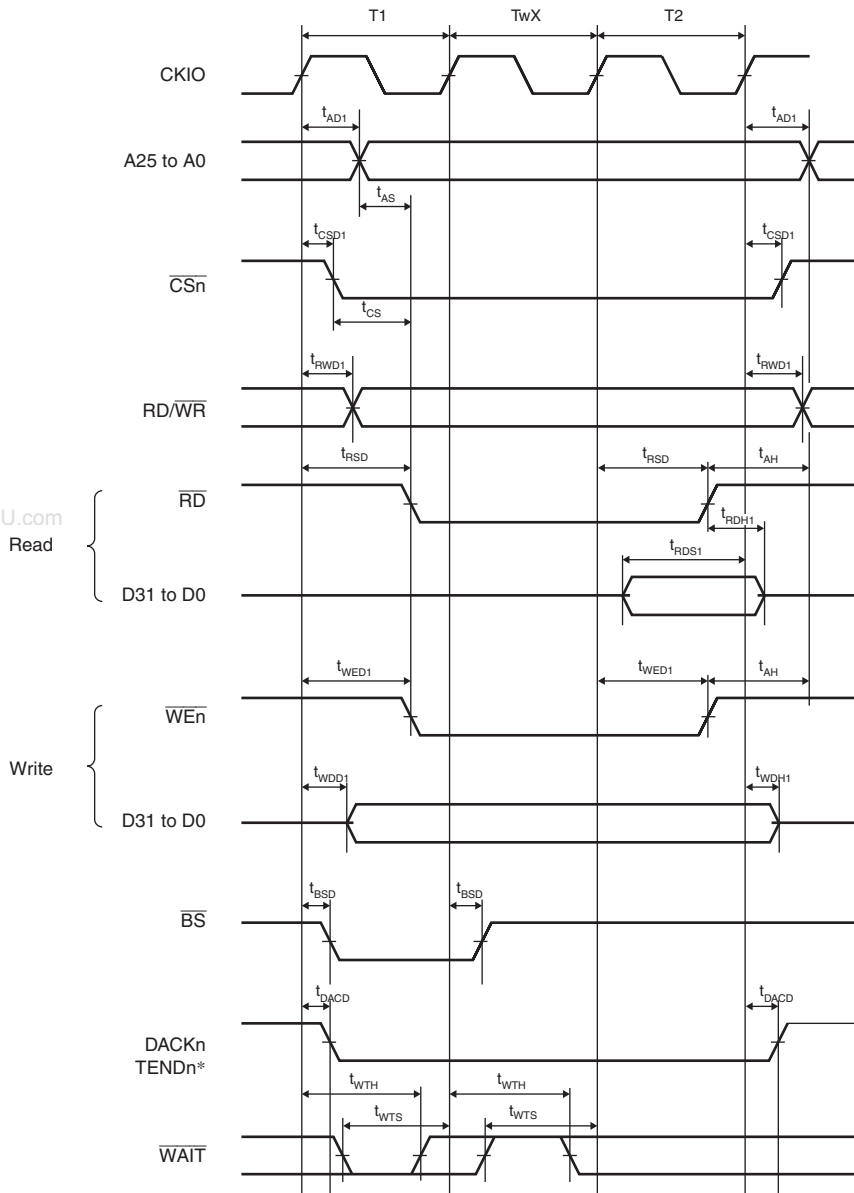 T1 TwX T2
CKIO
tAD1 tAD1
A25 to A0
tAS
tCSD1 tCSD1
CSn
tCS
tRWD1 tRWD1
RD/WR
tRSD tRSD tAH
RD
U.com
tRDH1
Read
tRDS1
D31 to D0
tWED1 tWED1 tAH
WEn
Write
tWDD1 tWDH1
D31 to D0
tBSD tBSD
BS
tDACD tDACD
DACKn
TENDn*
tWTH tWTH
tWTS tWTS
WAIT